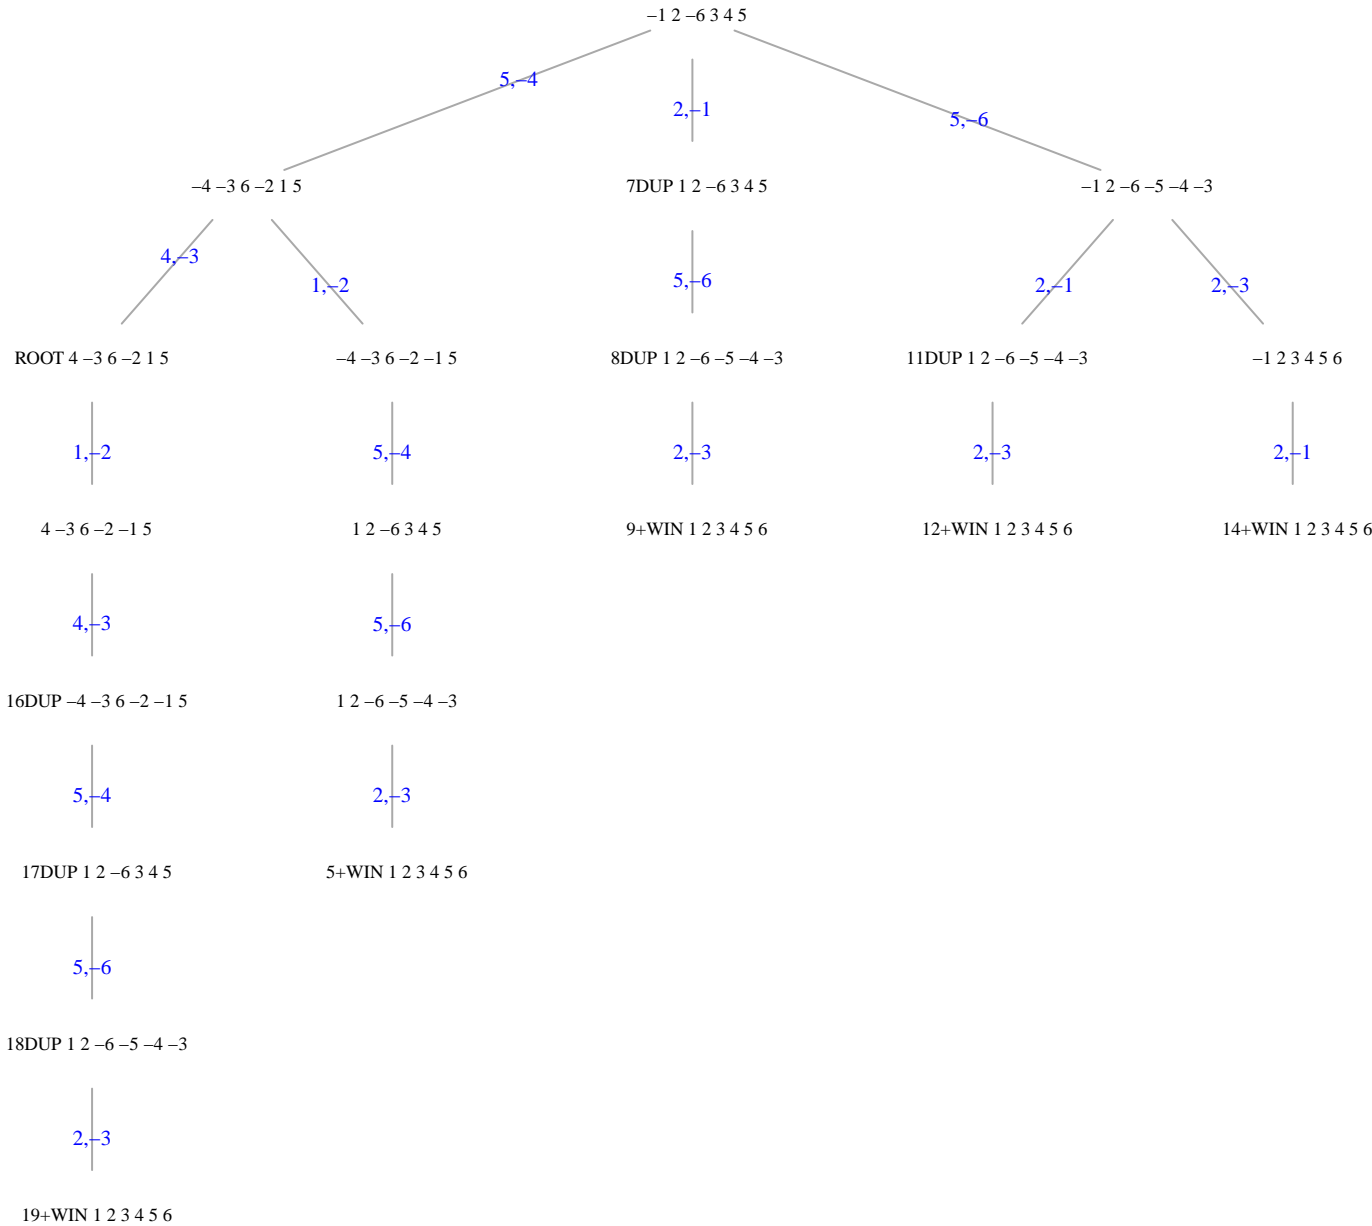 –1 2 –6 3 4 5
5,–4
2,–1
5,–6
–4 –3 6 –2 1 5
7DUP 1 2 –6 3 4 5
–1 2 –6 –5 –4 –3
4,–3
1,–2
5,–6
2,–1
2,–3
ROOT 4 –3 6 –2 1 5
–4 –3 6 –2 –1 5
8DUP 1 2 –6 –5 –4 –3
11DUP 1 2 –6 –5 –4 –3
–1 2 3 4 5 6
1,–2
5,–4
2,–3
2,–3
2,–1
4 –3 6 –2 –1 5
1 2 –6 3 4 5
9+WIN 1 2 3 4 5 6
12+WIN 1 2 3 4 5 6
14+WIN 1 2 3 4 5 6
4,–3
5,–6
16DUP –4 –3 6 –2 –1 5
1 2 –6 –5 –4 –3
5,–4
2,–3
17DUP 1 2 –6 3 4 5
5+WIN 1 2 3 4 5 6
5,–6
18DUP 1 2 –6 –5 –4 –3
2,–3
19+WIN 1 2 3 4 5 6